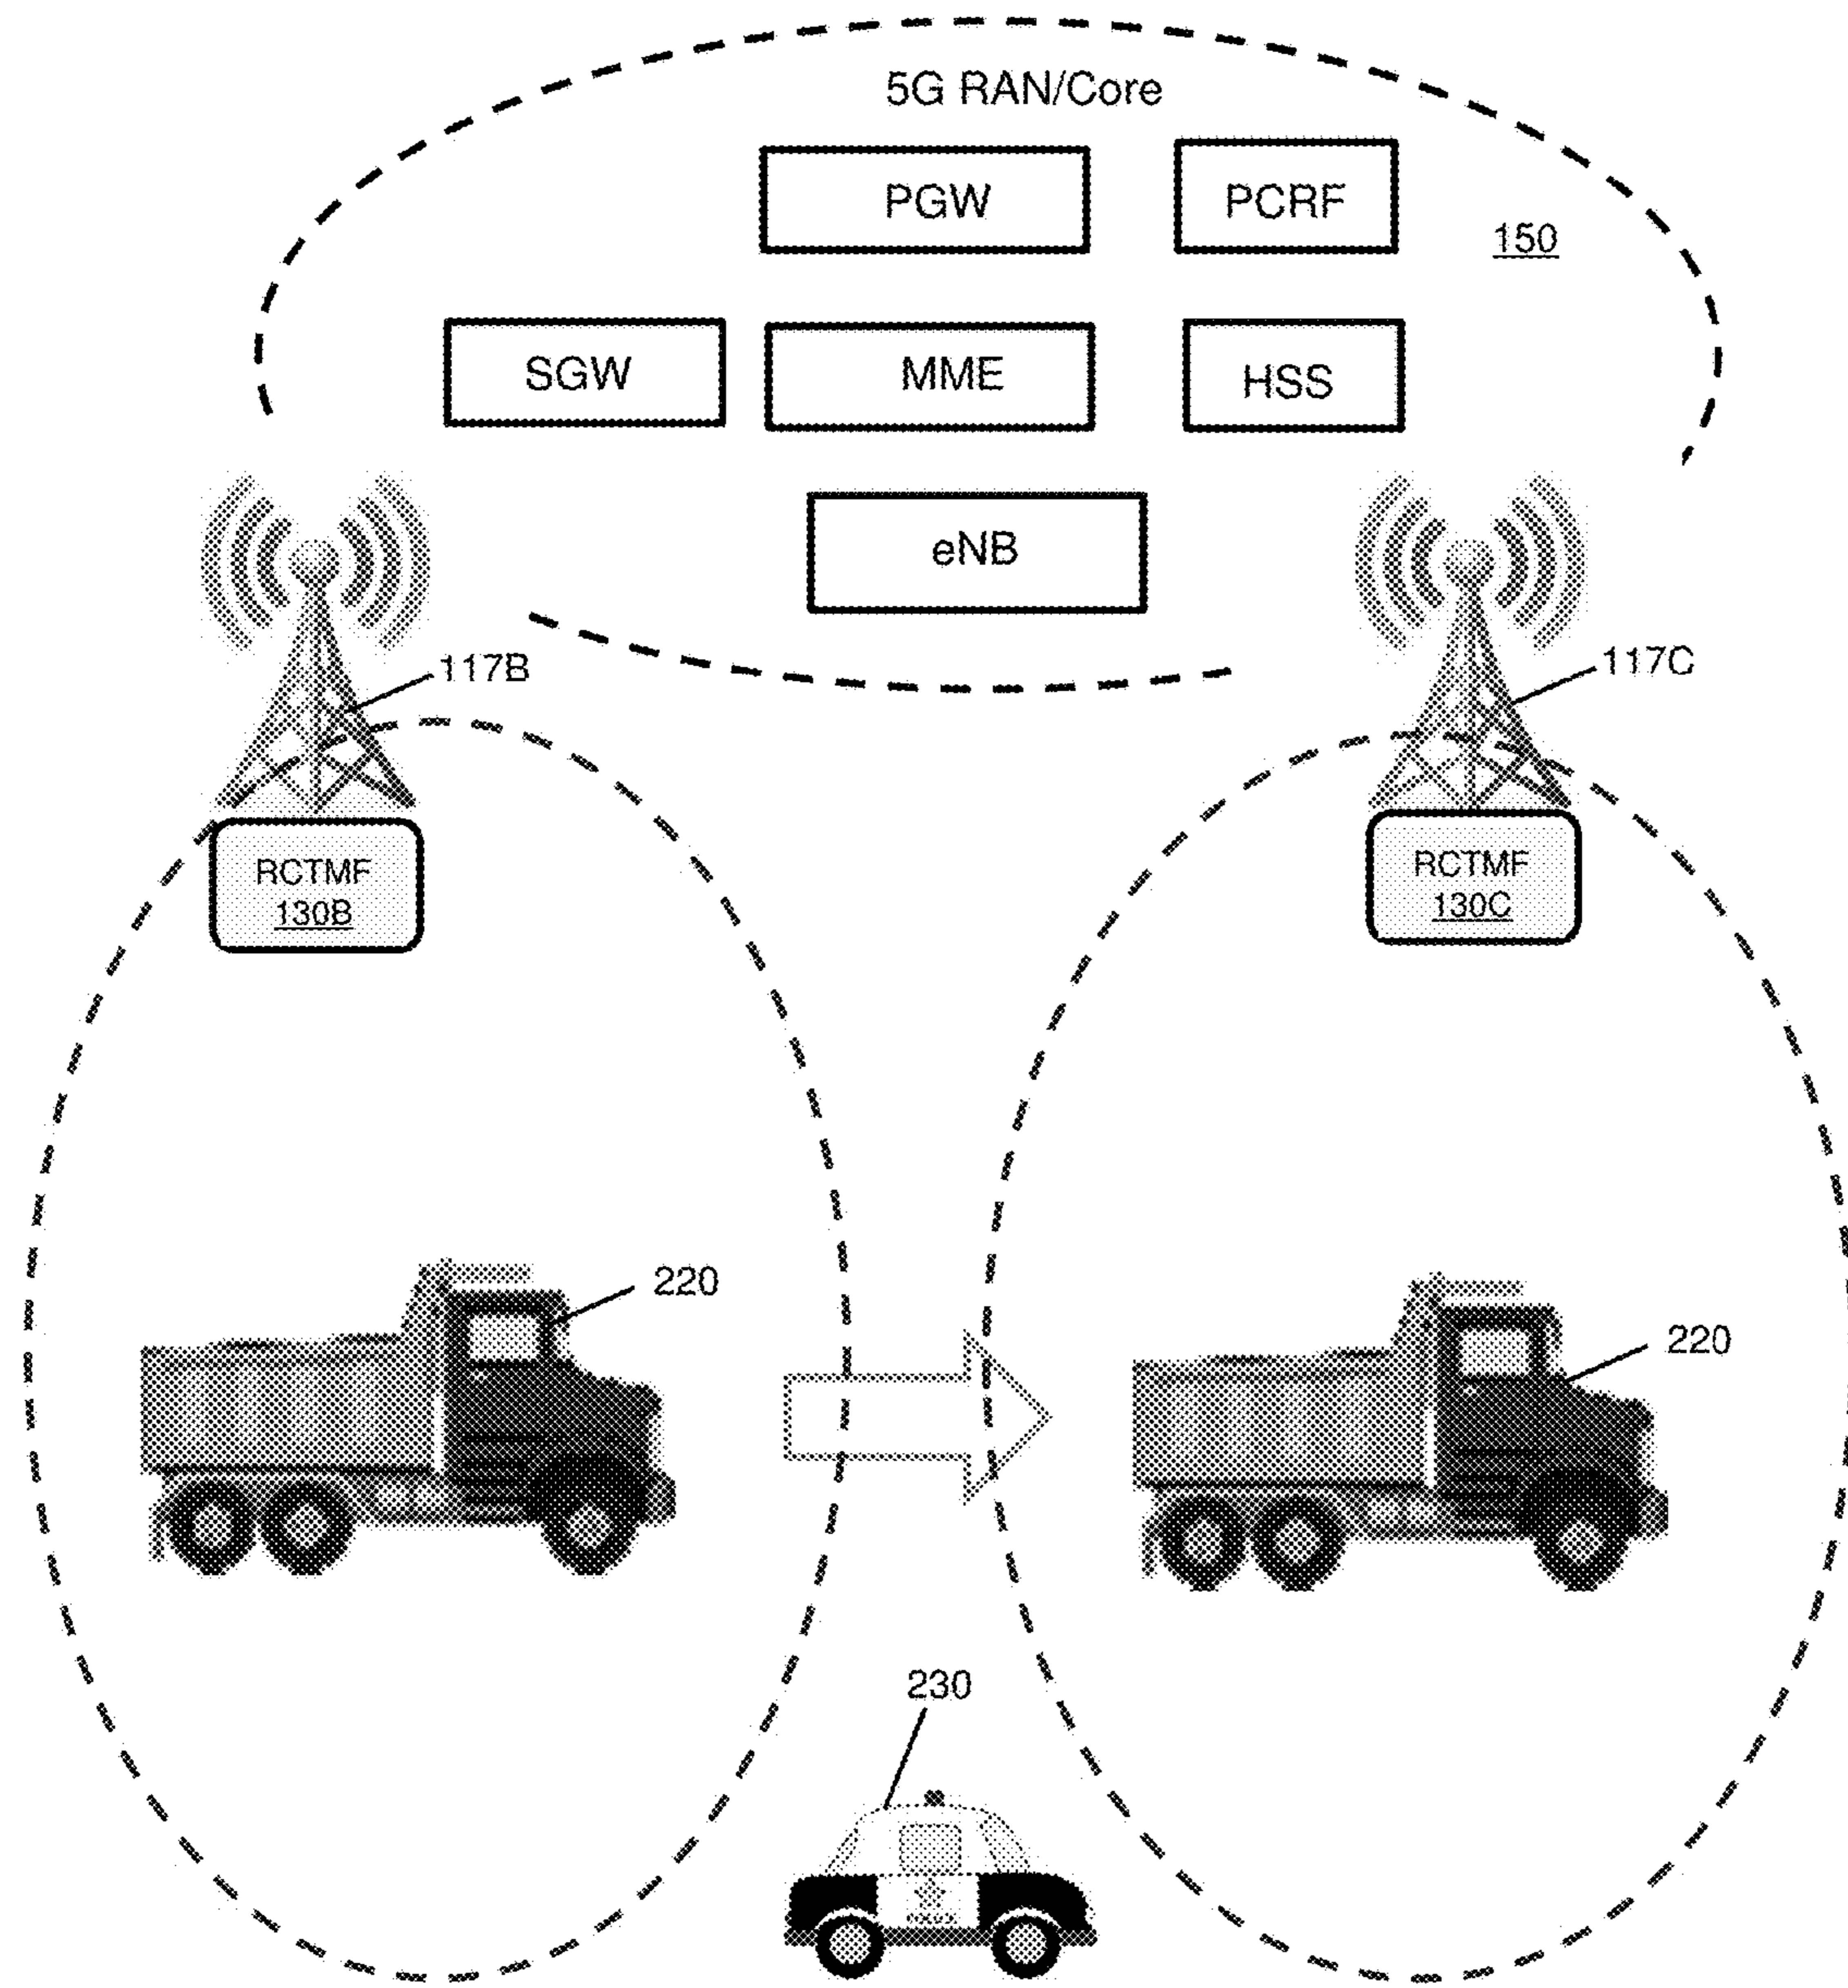 5G RAN/Core
PGW
PCRF
150
SGW
MME
HSS
eNB
117B
117C
RCTMF
130B
RCTMF
130C
220
220
230